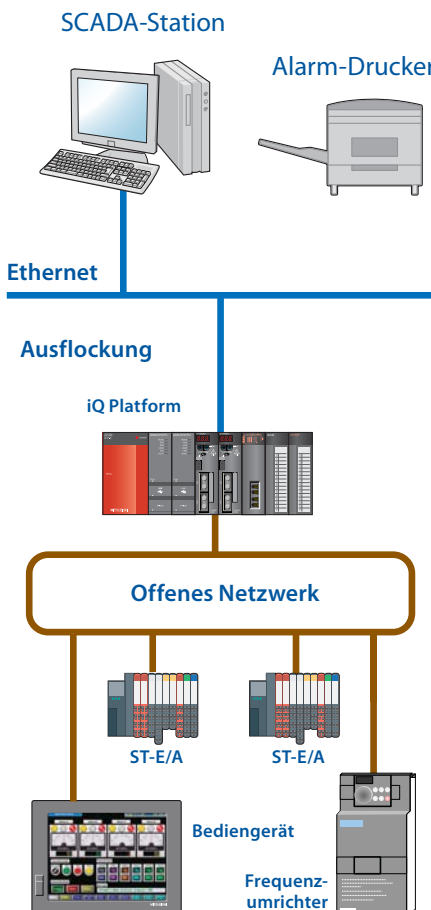 SCADA-Station
Alarm-Drucker
Ethernet
Ausflockung
iQ Platform
Offenes Netzwerk
ST-E/A
ST-E/A
Bediengerät
Frequenz-
umrichter